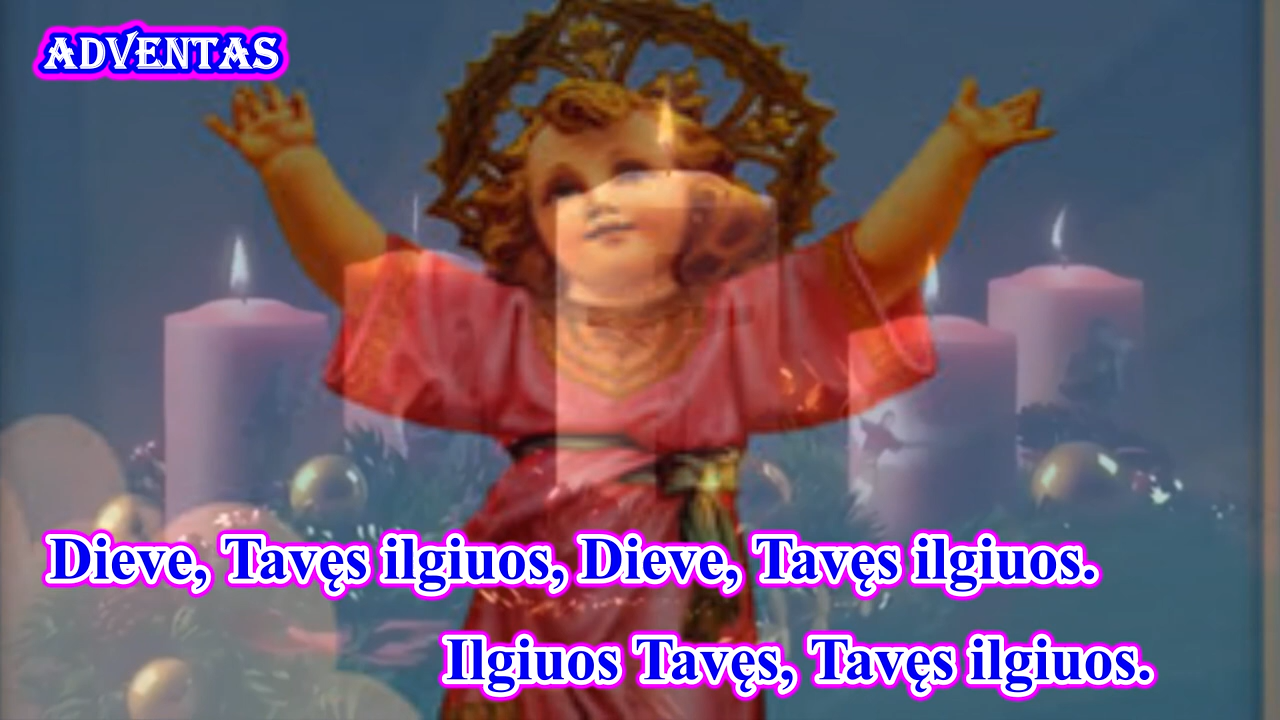 ADVENTAS
Dieve, Tavęs ilgiuos, Dieve, Tavęs ilgiuos.
Ilgiuos Tavęs, Tavęs ilgiuos.